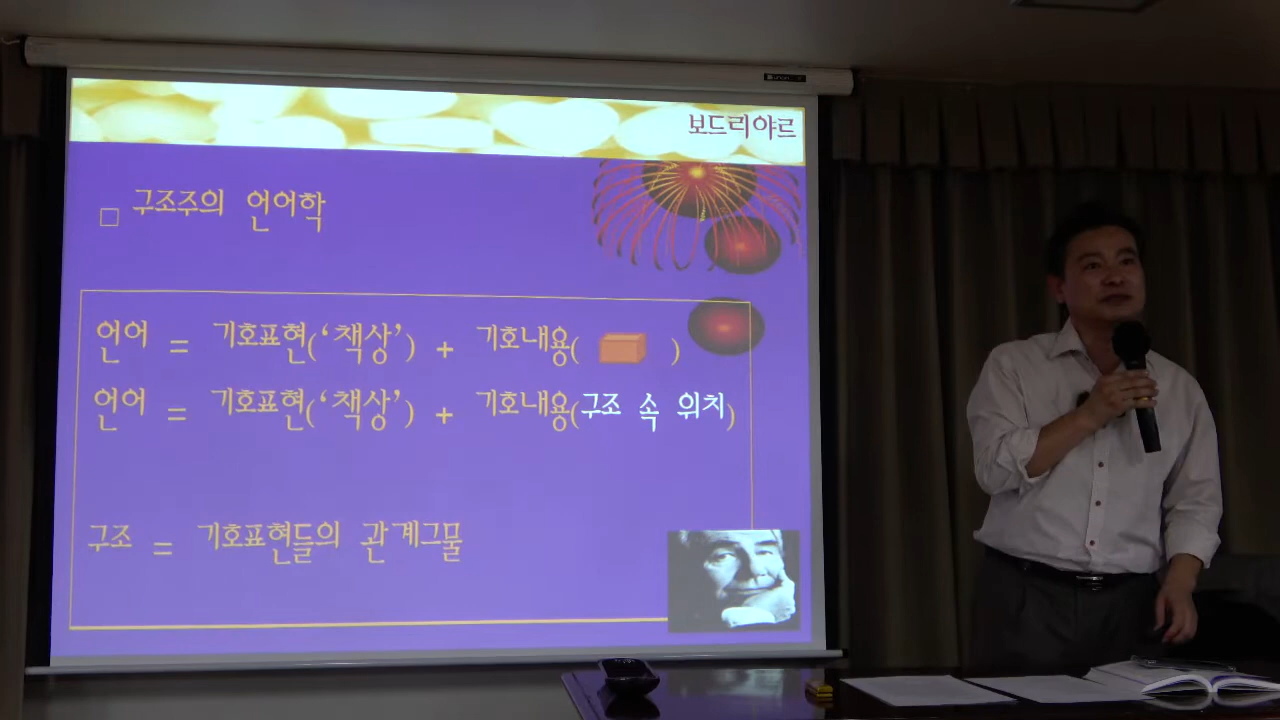 보드리야르
□ 구조주의 언어학
언어 = 기호표현(‘책상’) + 기호내용( )
언어 = 기호표현(‘책상’) + 기호내용(구조 속 위치)
구조 = 기호표현들의 관계그물